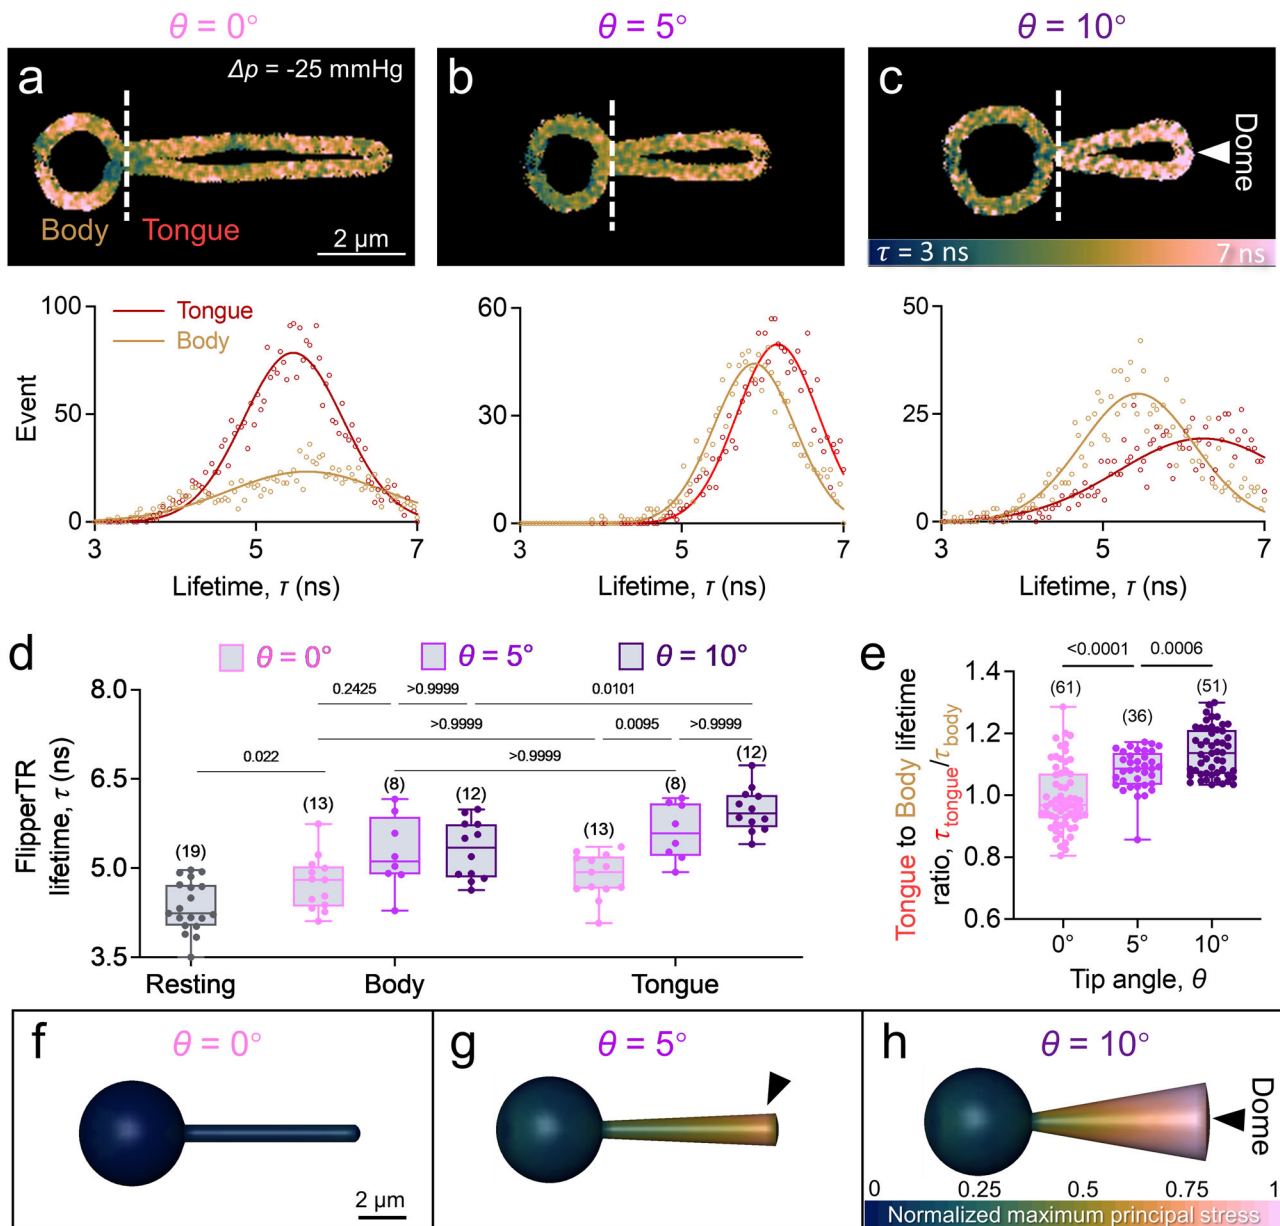 θ = 0°
θ = 5°
θ = 10°
a
Δp = -25 mmHg
Body
Tongue
2 μm
b
c
Dome
τ = 3 ns
7 ns
100
50
0
Event
Tongue
Body
3
5
7
Lifetime, τ (ns)
60
30
0
3
5
7
Lifetime, τ (ns)
50
25
0
3
5
7
Lifetime, τ (ns)
d
θ = 0°
θ = 5°
θ = 10°
FlipperTR
lifetime, τ (ns)
8.0
6.5
5.0
3.5
0.2425
>0.9999
0.0101
>0.9999
0.0095
>0.9999
0.022
>0.9999
(19)
(13)
(8)
(12)
(13)
(8)
(12)
Resting
Body
Tongue
e
Tongue to Body lifetime
ratio, τtongue/τbody
<0.0001
0.0006
1.4
1.2
1.0
0.8
0.6
(61)
(36)
(51)
0°
5°
10°
Tip angle, θ
f
θ = 0°
2 μm
g
θ = 5°
h
θ = 10°
Dome
0
0.25
0.5
0.75
1
Normalized maximum principal stress